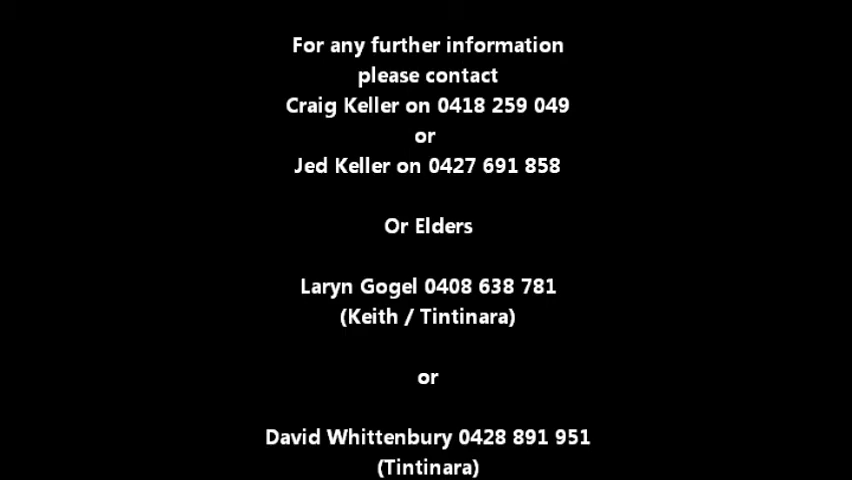 For any further information
please contact
Craig Keller on 0418 259 049
or
Jed Keller on 0427 691 858
Or Elders
Laryn Gogel 0408 638 781
(Keith / Tintinara)
or
David Whittenbury 0428 891 951
(Tintinara)